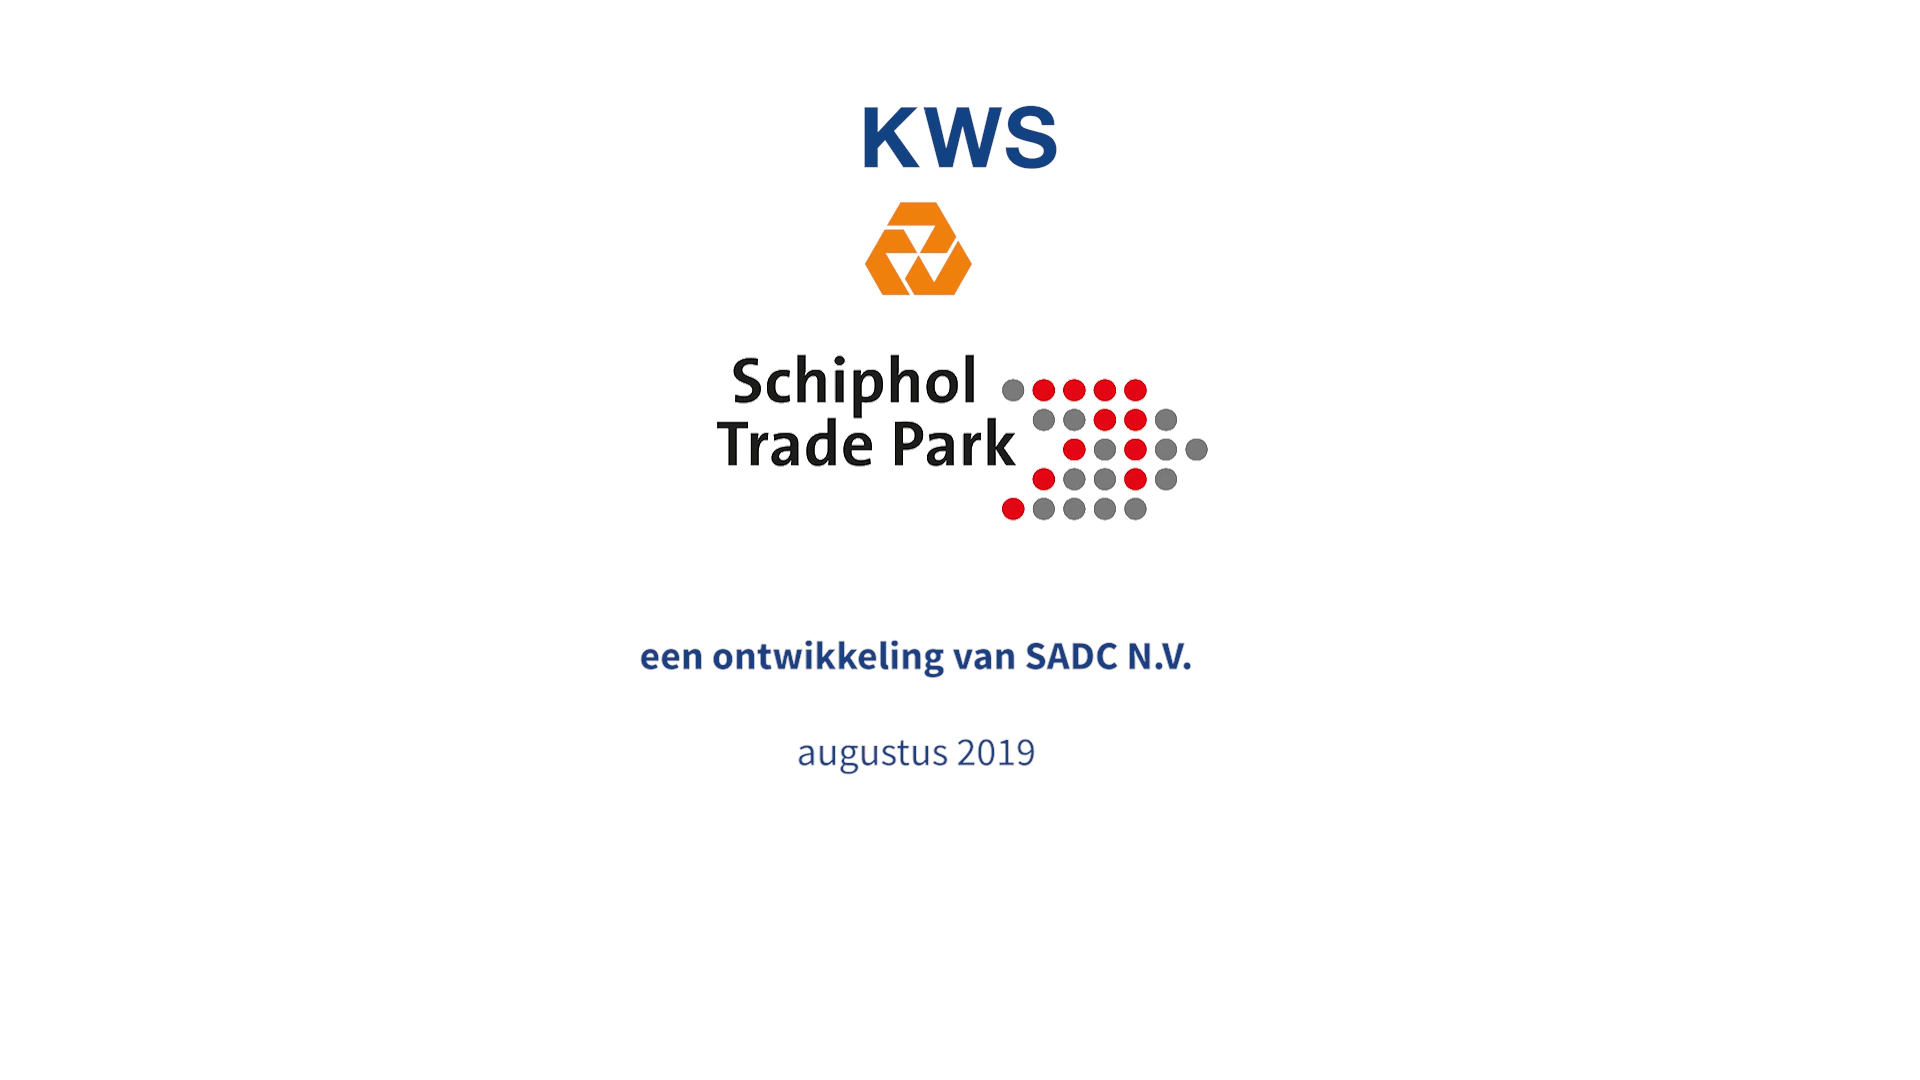 KWS
Schiphol
Trade Park
een ontwikkeling van SADC N.V.
augustus 2019